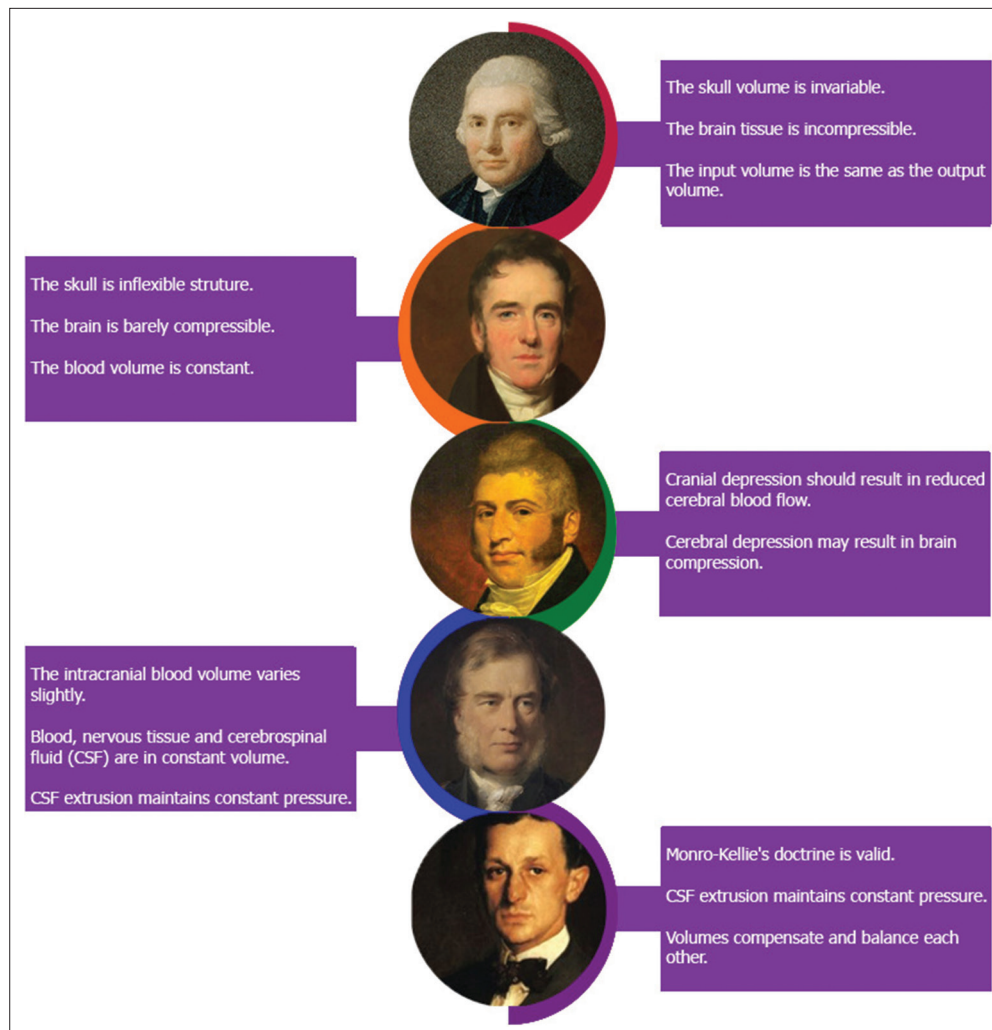 The skull volume is invariable.
The brain tissue is incompressible.
The input volume is the same as the output
volume.
The skull is inflexible struture.
The brain is barely compressible.
The blood volume is constant.
Cranial depression should result in reduced
cerebral blood flow.
Cerebral depression may result in brain
compression.
The intracranial blood volume varies
slightly.
Blood, nervous tissue and cerebrospinal
fluid (CSF) are in constant volume.
CSF extrusion maintains constant pressure.
Monro-Kellie's doctrine is valid.
CSF extrusion maintains constant pressure.
Volumes compensate and balance each
other.